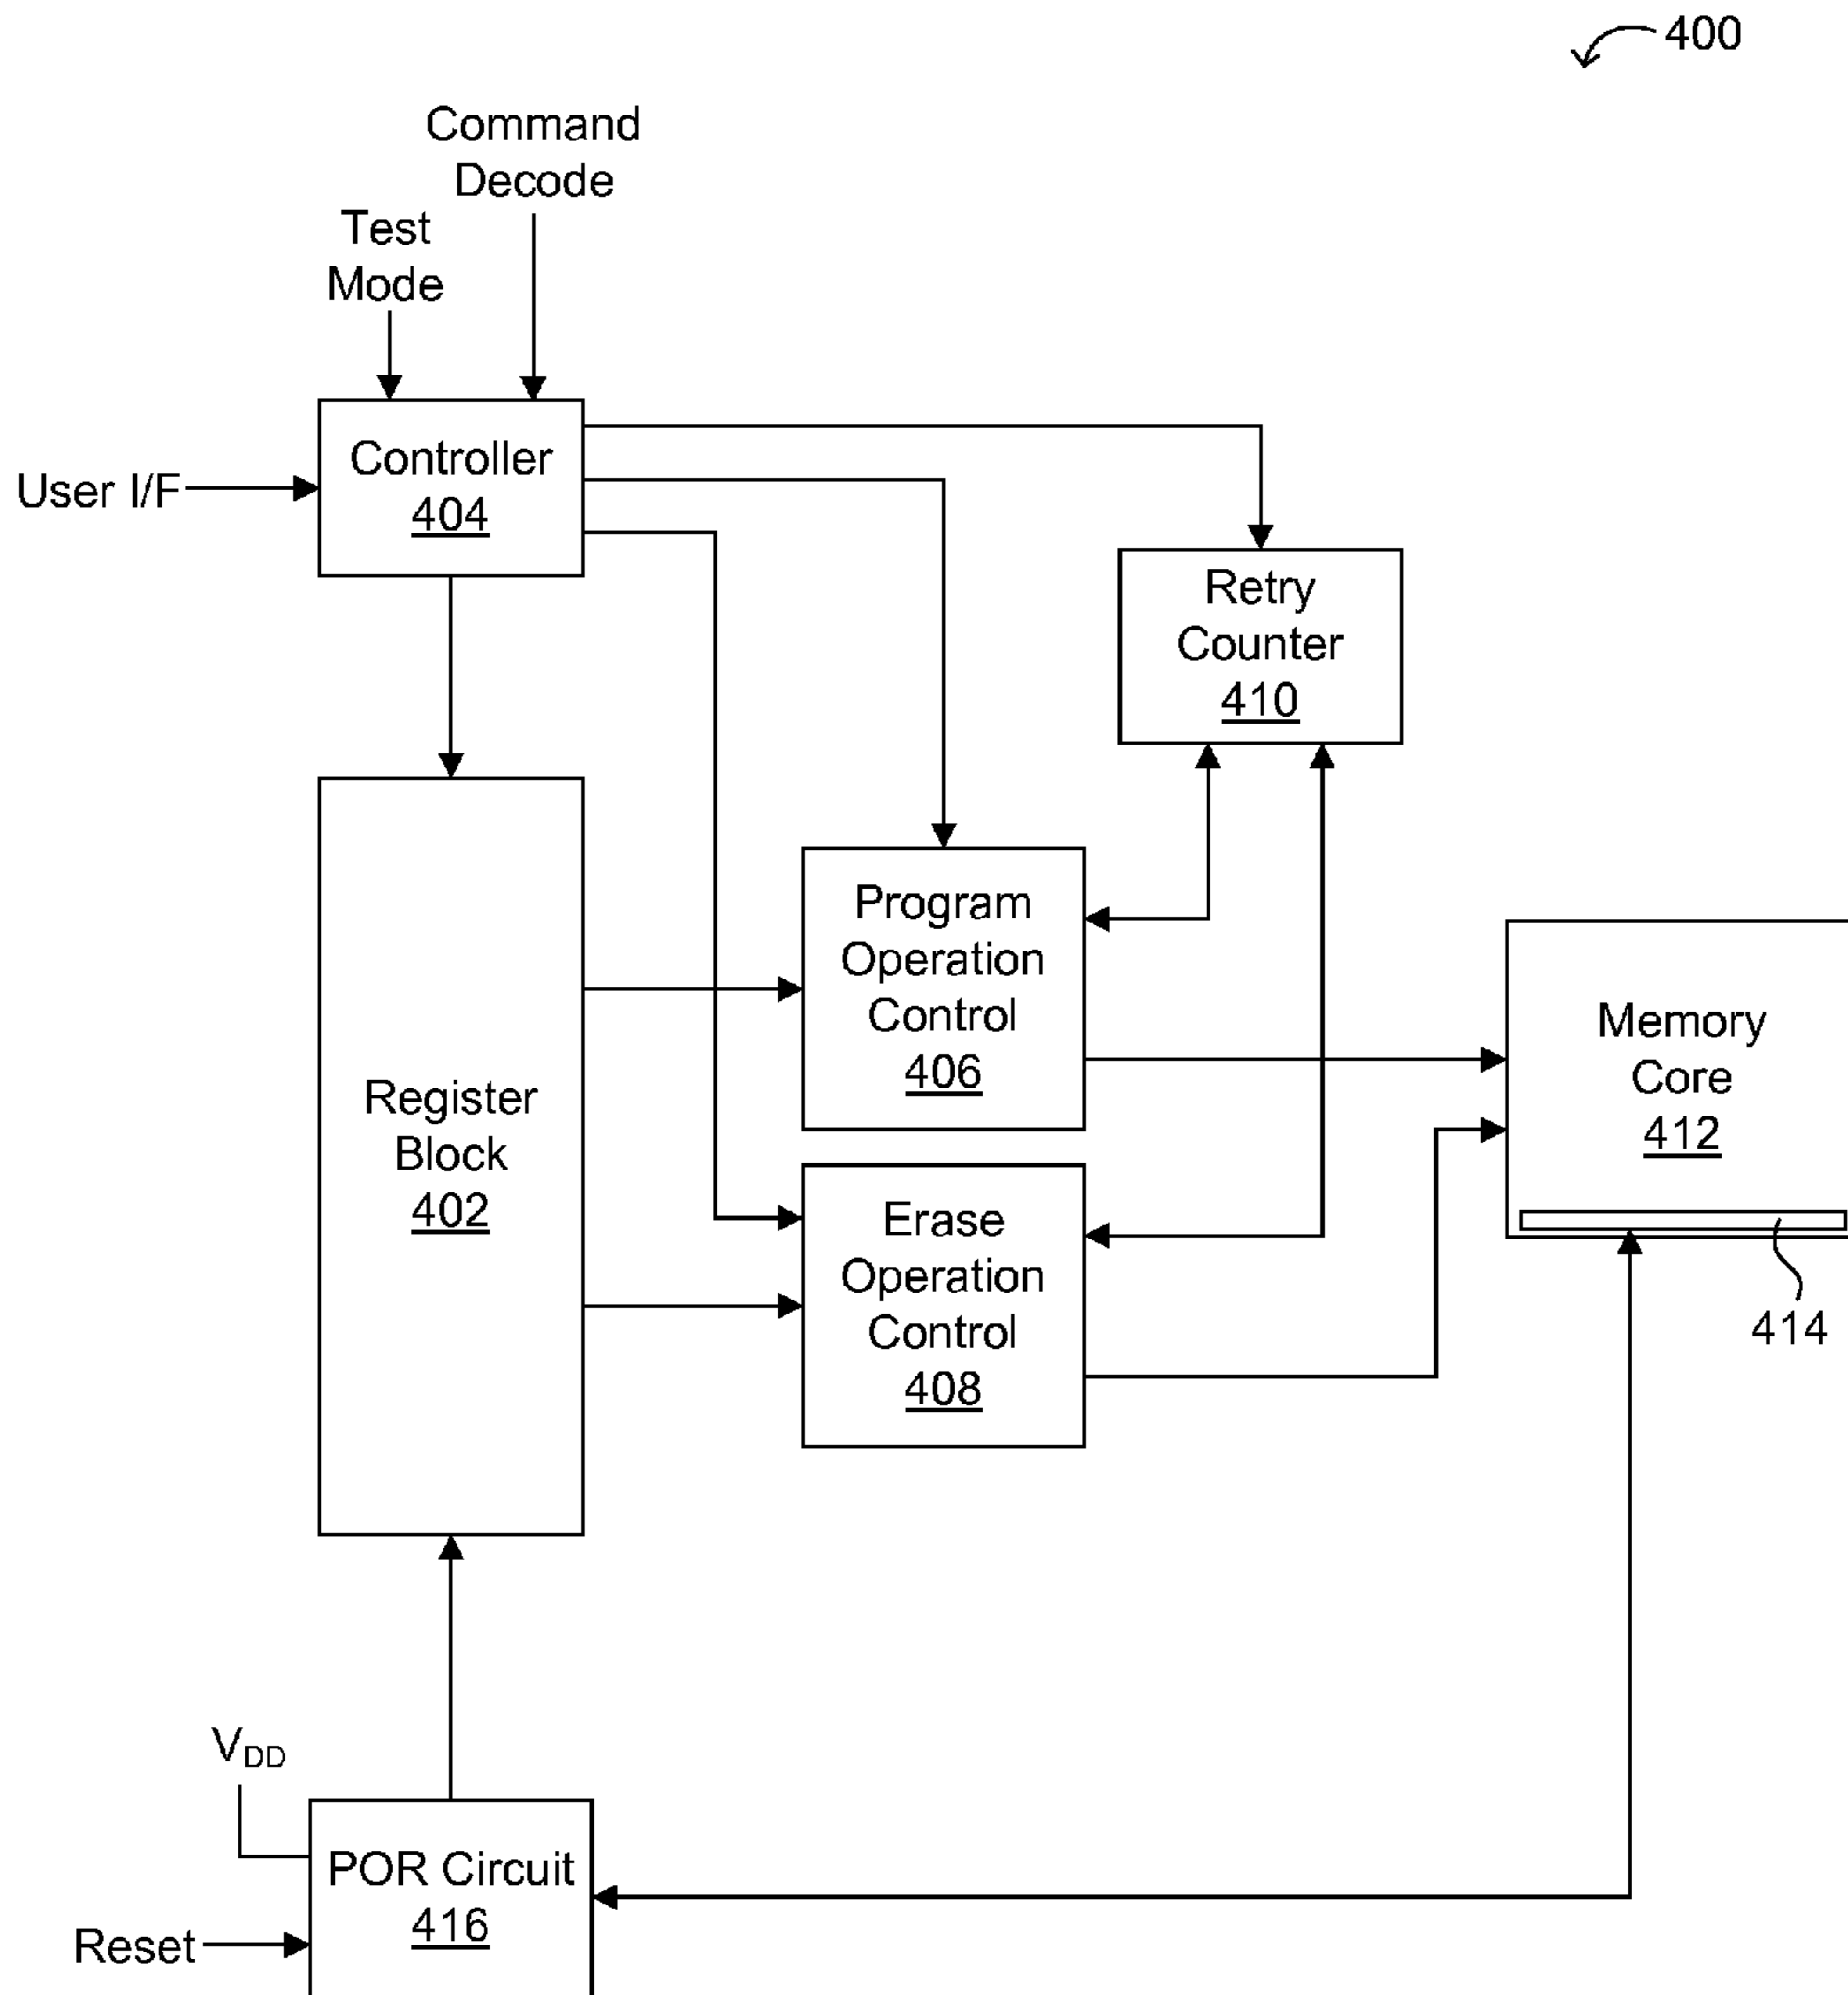 400
Command
Decode
Test
Mode
Controller
404
User I/F
Retry
Counter
410
Program
Operation
Control
406
Memory
Core
412
Register
Block
402
Erase
Operation
Control
408
414
VDD
POR Circuit
416
Reset